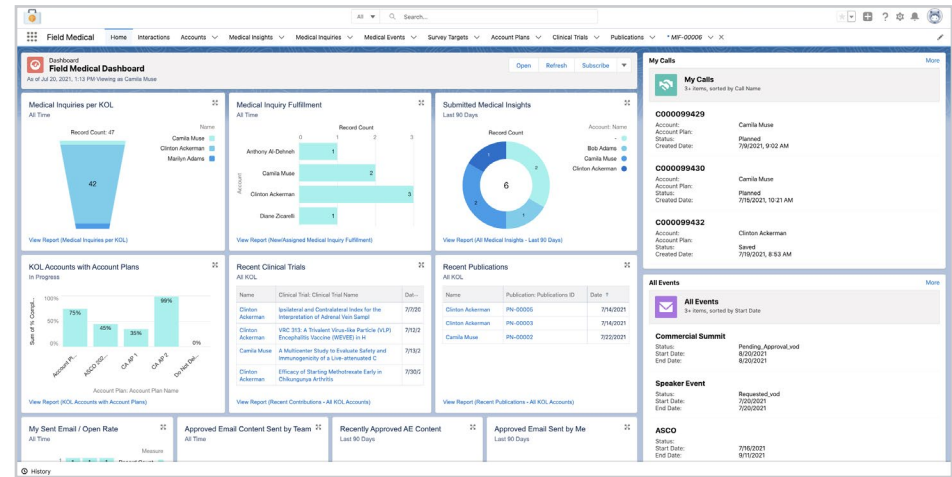 All
Search...
Field Medical
Home
Interactions
Accounts
Medical Insights
Medical Inquiries
Medical Events
Survey Targets
Account Plans
Clinical Trials
Publications
* MIF-00006
Dashboard
Field Medical Dashboard
As of Jul 20, 2021, 1:13 PM Viewing as Camila Muse
Open
Refresh
Subscribe
Medical Inquiries per KOL
All Time
Record Count: 47
Name
Camila Muse
Clinton Ackerman
Marilyn Adams
42
View Report (Medical Inquiries per KOL)
Medical Inquiry Fulfillment
All Time
Record Count
0 1 2 3
Account
Anthony Al-Dehneh 1
Camila Muse 2
Clinton Ackerman 3
Diane Zicarelli 1
View Report (New/Assigned Medical Inquiry Fulfillment)
Submitted Medical Insights
Last 90 Days
Record Count
Account: Name
-
Bob Adams
Camila Muse
Clinton Ackerman
1
2
6
2
1
View Report (All Medical Insights - Last 90 Days)
KOL Accounts with Account Plans
In Progress
Sum of % Compl...
100%
50%
75%
45%
35%
99%
0%
Account Pl...
ASCO 202...
CA AP 1
CA AP 2
Do Not Del...
Account Plan: Account Plan Name
View Report (KOL Accounts with Account Plans)
Recent Clinical Trials
All KOL
Name Clinical Trial: Clinical Trial Name Dat...
Clinton Ackerman Ipsilateral and Contralateral Index for the 7/7/20
Interpretation of Adrenal Vein Sampl
Clinton Ackerman VRC 313: A Trivalent Virus-like Particle (VLP) 7/12/2
Encephalitis Vaccine (WEVEE) in H
Camila Muse A Multicenter Study to Evaluate Safety and 7/13/2
Immunogenicity of a Live-attenuated C
Clinton Ackerman Efficacy of Starting Methotrexate Early in 7/30/2
Chikungunya Arthritis
View Report (Recent Contributions - All KOL Accounts)
Recent Publications
All KOL
Name Publication: Publications ID Date ↑
Clinton Ackerman PN-00005 7/14/2021
Clinton Ackerman PN-00003 7/14/2021
Camila Muse PN-00002 7/22/2021
View Report (Recent Publications - All KOL Accounts)
My Sent Email / Open Rate
All Time
Measure
Approved Email Content Sent by Team
All Time
Recently Approved AE Content
Last 90 Days
Approved Email Sent by Me
Last 90 Days
My Calls
More
My Calls
3+ items, sorted by Call Name
C000099429
Account: Camila Muse
Account Plan:
Status: Planned
Created Date: 7/9/2021, 9:02 AM
C000099430
Account: Camila Muse
Account Plan:
Status: Planned
Created Date: 7/15/2021, 10:21 AM
C000099432
Account: Clinton Ackerman
Account Plan:
Status: Saved
Created Date: 7/19/2021, 8:53 AM
All Events
More
All Events
3+ items, sorted by Start Date
Commercial Summit
Status: Pending_Approval_vod
Start Date: 8/20/2021
End Date: 8/20/2021
Speaker Event
Status: Requested_vod
Start Date: 7/20/2021
End Date: 7/20/2021
ASCO
Status:
Start Date: 7/16/2021
End Date: 9/11/2021
History